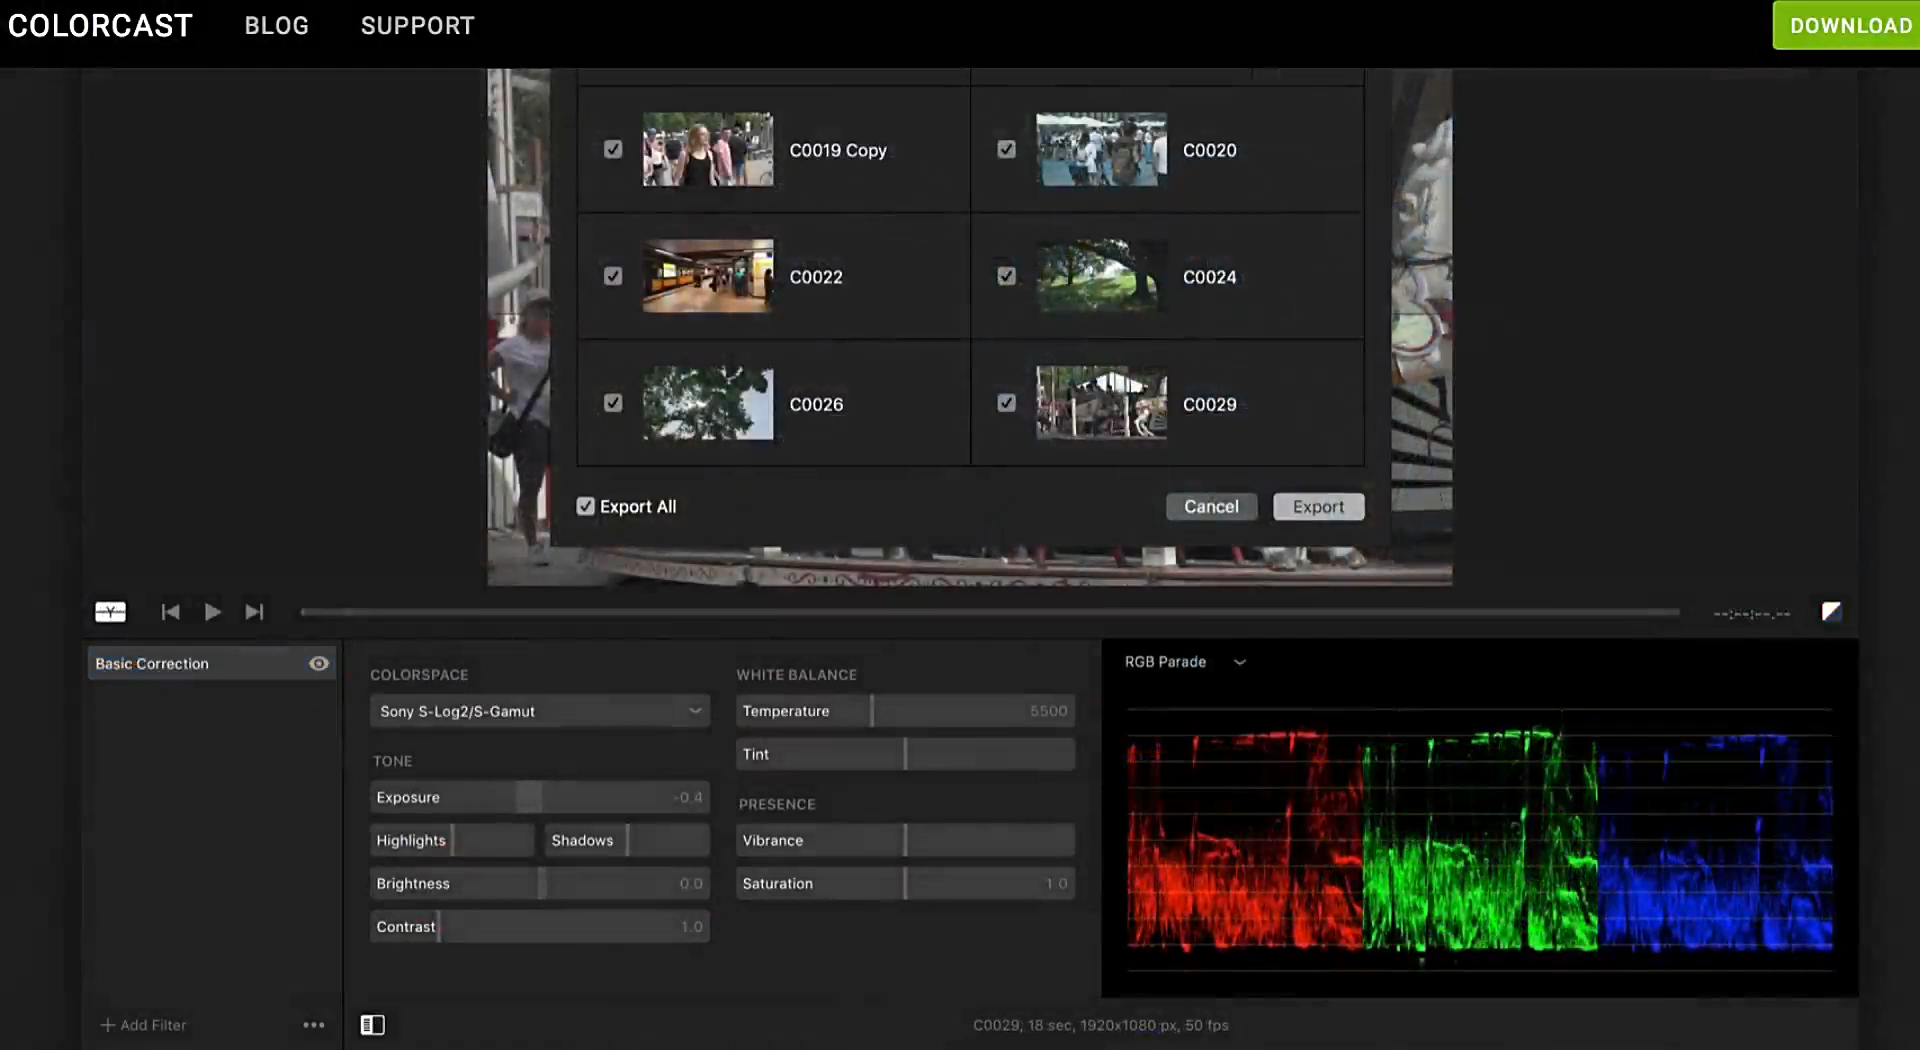 COLORCAST BLOG SUPPORT DOWNLOAD
C0019 Copy C0020
C0022 C0024
C0026 C0029
Export All Cancel Export
--:--:--.--
Basic Correction
COLORSPACE
Sony S-Log2/S-Gamut
TONE
Exposure -0.4
Highlights Shadows
Brightness 0.0
Contrast 1.0
WHITE BALANCE
Temperature 5500
Tint
PRESENCE
Vibrance
Saturation 1.0
RGB Parade
+ Add Filter •••
C0029, 18 sec, 1920x1080 px, 50 fps